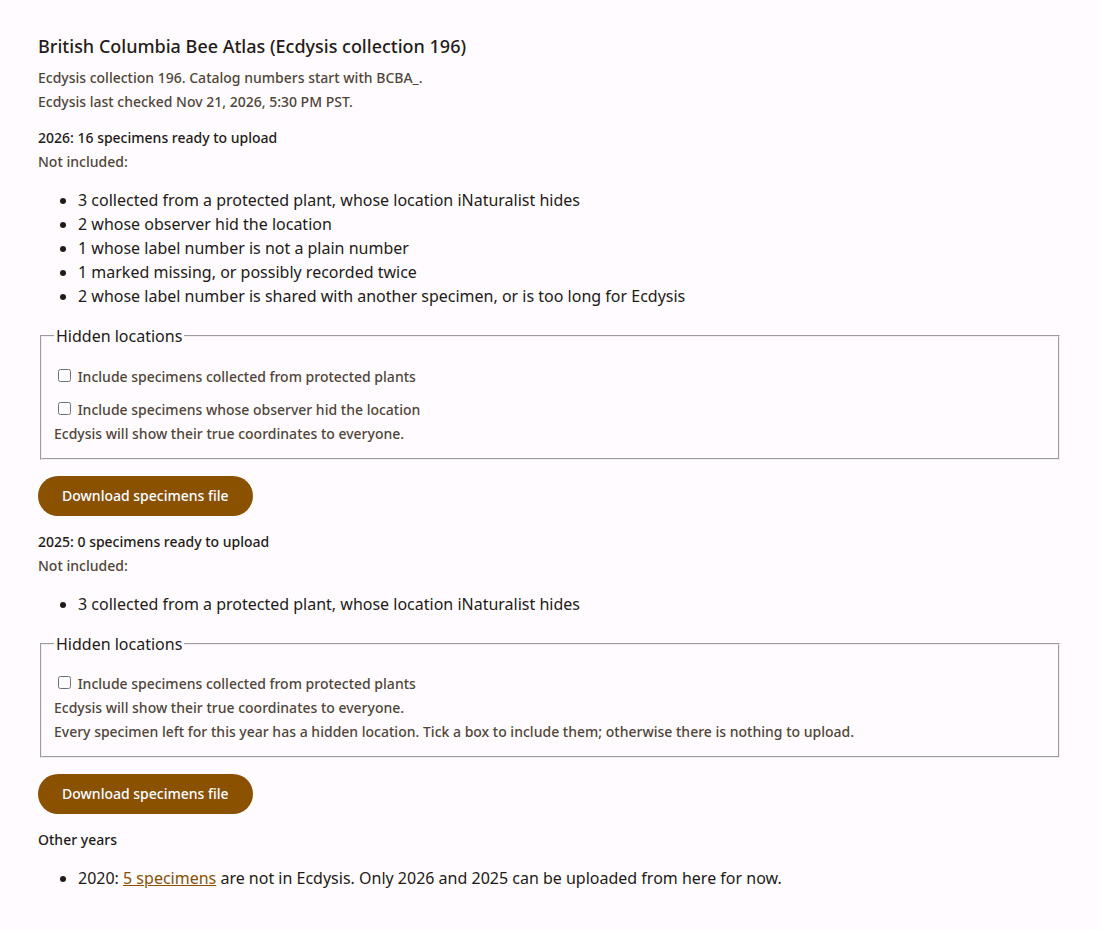 British Columbia Bee Atlas (Ecdysis collection 196)
Ecdysis collection 196. Catalog numbers start with BCBA_.
Ecdysis last checked Nov 21, 2026, 5:30 PM PST.
2026: 16 specimens ready to upload
Not included:
3 collected from a protected plant, whose location iNaturalist hides
2 whose observer hid the location
1 whose label number is not a plain number
1 marked missing, or possibly recorded twice
2 whose label number is shared with another specimen, or is too long for Ecdysis
Hidden locations
Include specimens collected from protected plants
Include specimens whose observer hid the location
Ecdysis will show their true coordinates to everyone.
Download specimens file
2025: 0 specimens ready to upload
Not included:
3 collected from a protected plant, whose location iNaturalist hides
Hidden locations
Include specimens collected from protected plants
Ecdysis will show their true coordinates to everyone.
Every specimen left for this year has a hidden location. Tick a box to include them; otherwise there is nothing to upload.
Download specimens file
Other years
2020: 5 specimens are not in Ecdysis. Only 2026 and 2025 can be uploaded from here for now.